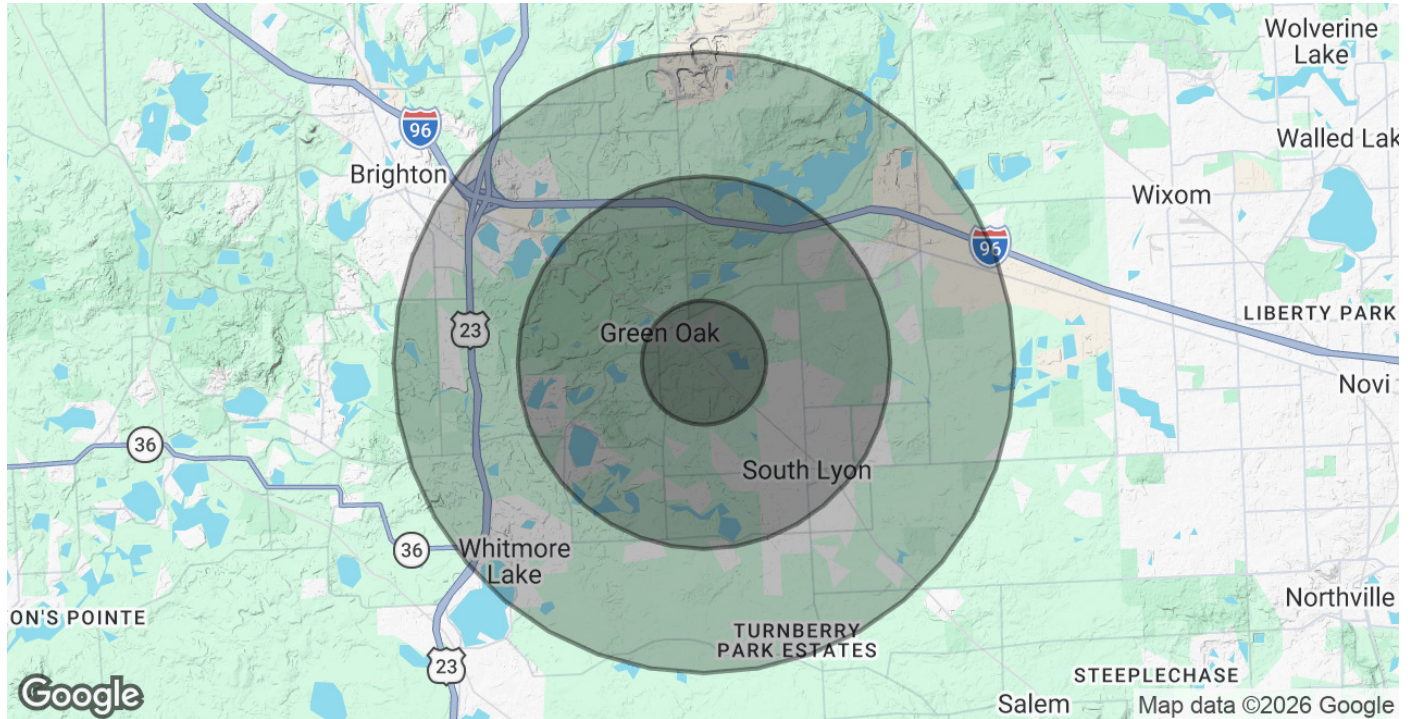 Wolverine
Lake
96
Walled Lak
Brighton
Wixom
96
LIBERTY PARK
23
Green Oak
Novi
36
South Lyon
36
Whitmore
Lake
Northville
ON'S POINTE
TURNBERRY
PARK ESTATES
23
STEEPLECHASE
Google
Salem
Map data ©2026 Google